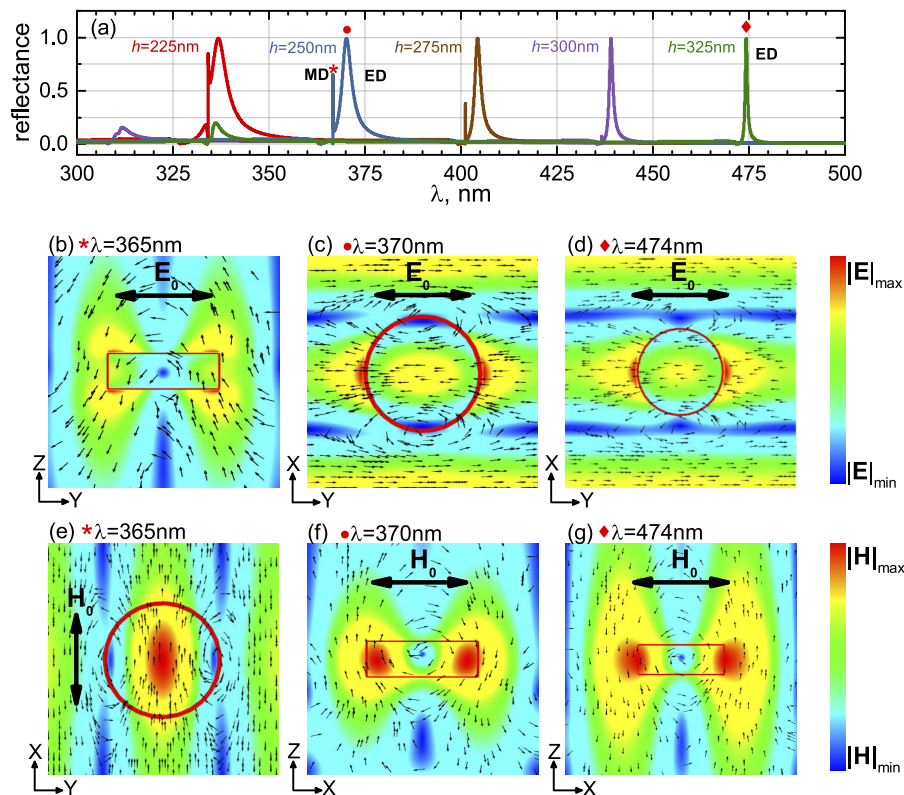 (a)
h=225nm h=250nm h=275nm h=300nm h=325nm
MD* ED ED
reflectance
1.0
0.5
0.0
300 325 350 375 400 425 450 475 500
λ, nm
(b) *λ=365nm (c) ●λ=370nm (d) ♦λ=474nm
E₀ E₀ E₀
|E|max
|E|min
Z Y X Y X Y
(e) *λ=365nm (f) ●λ=370nm (g) ♦λ=474nm
H₀ H₀ H₀
|H|max
|H|min
X Y Z X Z X